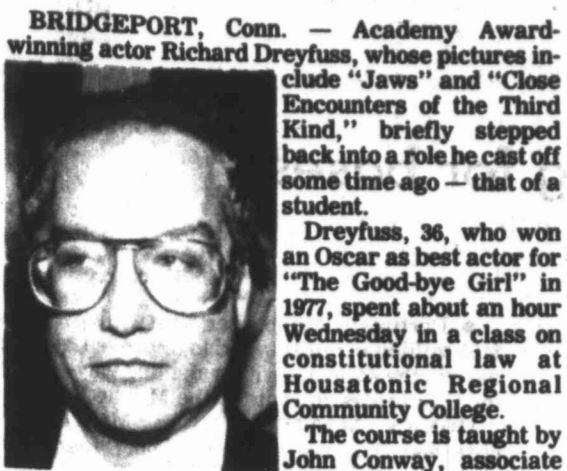 BRIDGEPORT, Conn. — Academy Award-
winning actor Richard Dreyfuss, whose pictures in-
clude “Jaws” and “Close
Encounters of the Third
Kind,” briefly stepped
back into a role he cast off
some time ago — that of a
student.
Dreyfuss, 36, who won
an Oscar as best actor for
“The Good-bye Girl” in
1977, spent about an hour
Wednesday in a class on
constitutional law at
Housatonic Regional
Community College.
The course is taught by
John Conway, associate